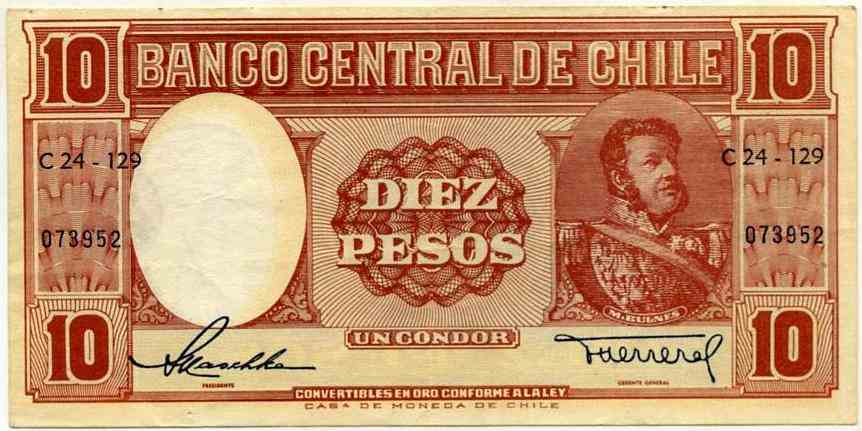 10 BANCO CENTRAL DE CHILE 10
C 24 - 129 C 24 - 129
DIEZ
PESOS
073952 073952
M. BULNES
UN CONDOR
10 10
PRESIDENTE GERENTE GENERAL
CONVERTIBLES EN ORO CONFORME A LA LEY
CASA DE MONEDA DE CHILE